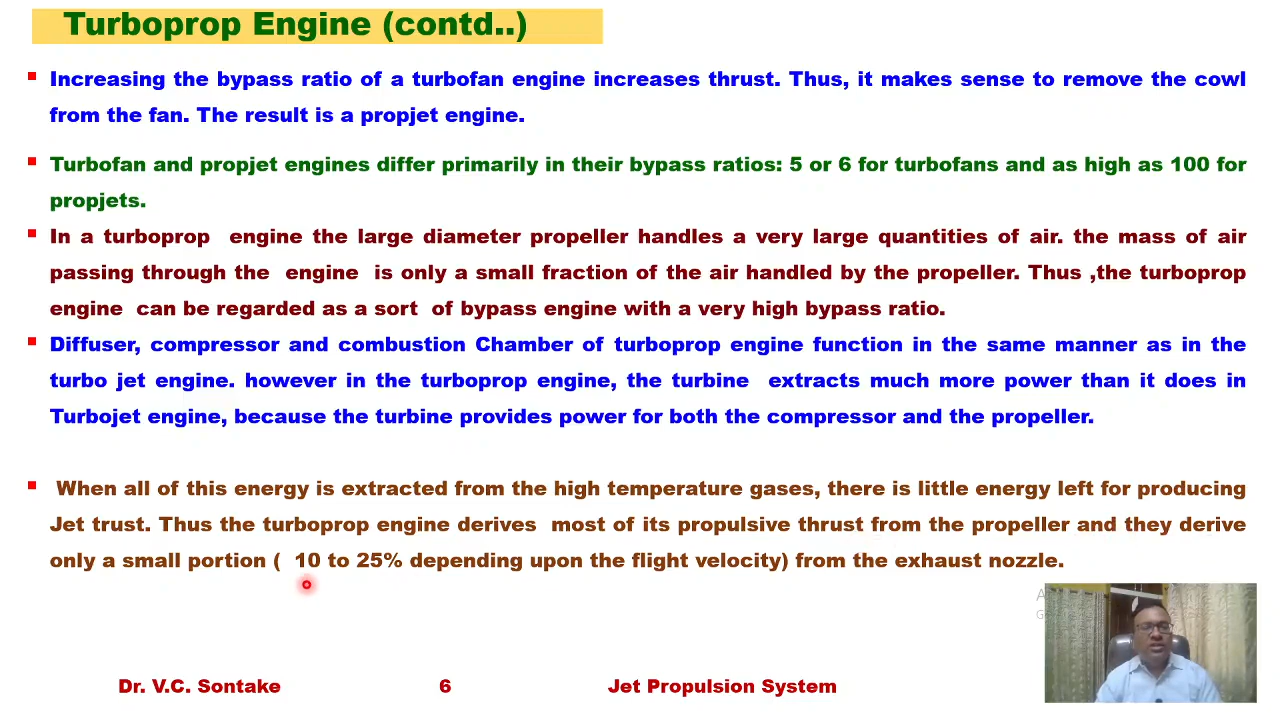 Turboprop Engine (contd..)
Increasing the bypass ratio of a turbofan engine increases thrust. Thus, it makes sense to remove the cowl
from the fan. The result is a propjet engine.
Turbofan and propjet engines differ primarily in their bypass ratios: 5 or 6 for turbofans and as high as 100 for
propjets.
In a turboprop engine the large diameter propeller handles a very large quantities of air. the mass of air
passing through the engine is only a small fraction of the air handled by the propeller. Thus ,the turboprop
engine can be regarded as a sort of bypass engine with a very high bypass ratio.
Diffuser, compressor and combustion Chamber of turboprop engine function in the same manner as in the
turbo jet engine. however in the turboprop engine, the turbine extracts much more power than it does in
Turbojet engine, because the turbine provides power for both the compressor and the propeller.
When all of this energy is extracted from the high temperature gases, there is little energy left for producing
Jet trust. Thus the turboprop engine derives most of its propulsive thrust from the propeller and they derive
only a small portion ( 10 to 25% depending upon the flight velocity) from the exhaust nozzle.
Dr. V.C. Sontake 6 Jet Propulsion System